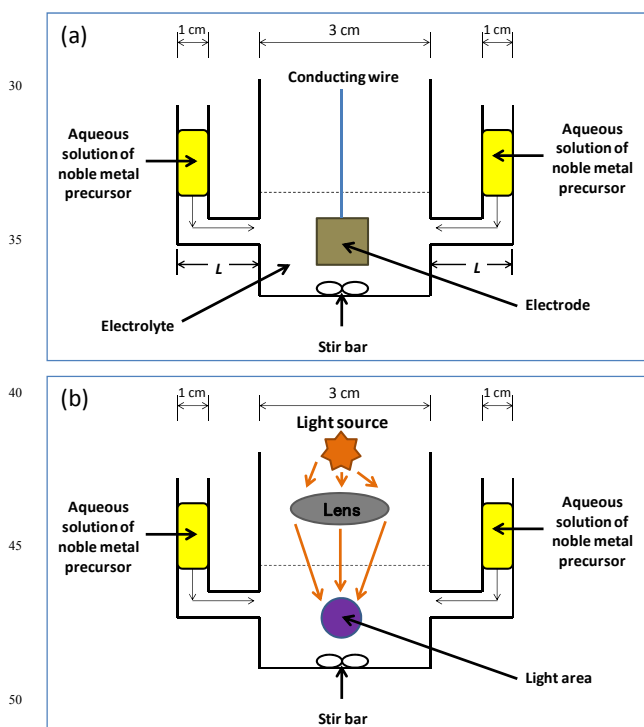 30
35
40
45
50
(a)
1 cm
3 cm
1 cm
Conducting wire
Aqueous
solution of
noble metal
precursor
Aqueous
solution of
noble metal
precursor
L
L
Electrolyte
Electrode
Stir bar
(b)
1 cm
3 cm
1 cm
Light source
Lens
Aqueous
solution of
noble metal
precursor
Aqueous
solution of
noble metal
precursor
Light area
Stir bar